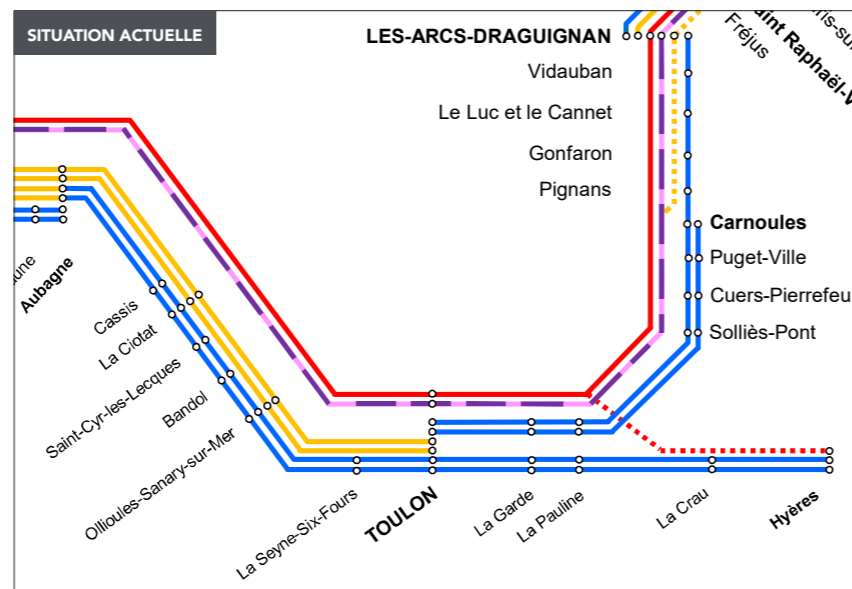 SITUATION ACTUELLE
LES-ARCS-DRAGUIGNAN
Fréjus
Vidauban
Le Luc et le Cannet
Gonfaron
Pignans
Carnoules
Puget-Ville
Cuers-Pierrefeu
Solliès-Pont
Aubagne
Cassis
La Ciotat
Saint-Cyr-les-Lecques
Bandol
Ollioules-Sanary-sur-Mer
La Seyne-Six-Fours
TOULON
La Garde
La Pauline
La Crau
Hyères